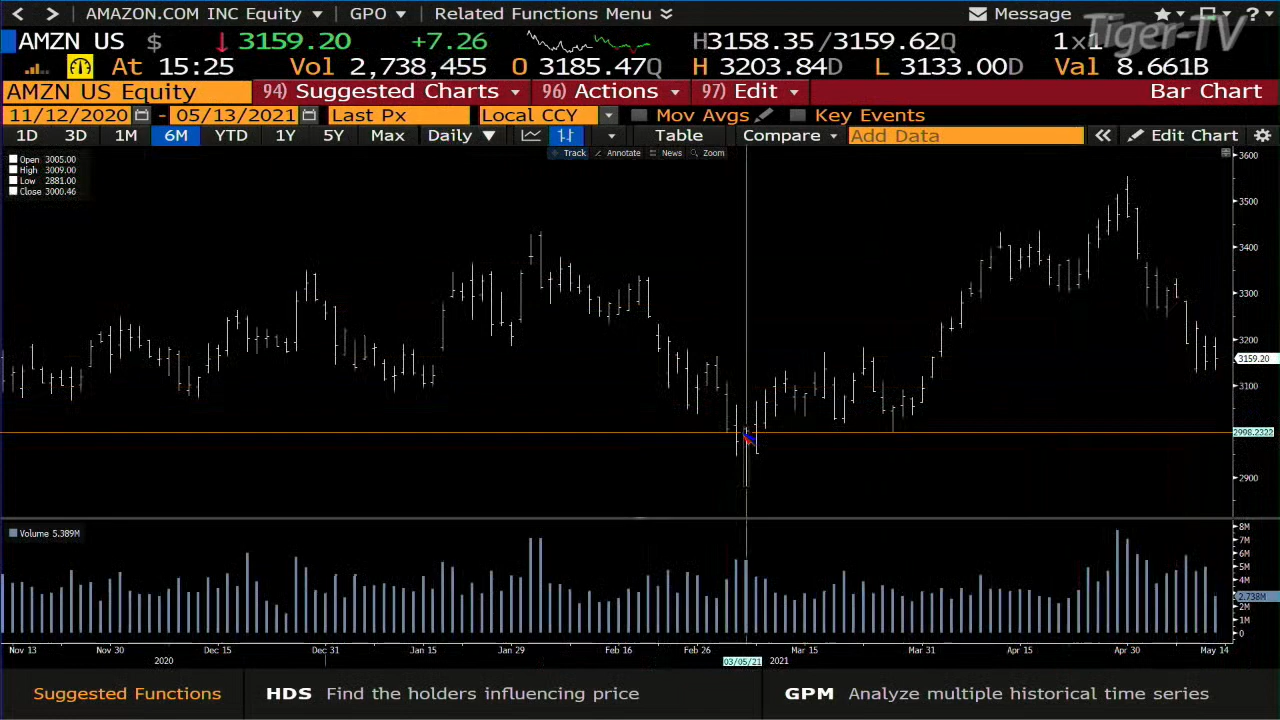 AMAZON.COM INC Equity GPO Related Functions Menu Message ?
Tiger-TV
AMZN US $ 3159.20 +7.26 H3158.35/3159.62Q 1x1
At 15:25 Vol 2,738,455 O 3185.47Q H 3203.84D L 3133.00D Val 8.661B
AMZN US Equity 94) Suggested Charts 96) Actions 97) Edit Bar Chart
11/12/2020 - 05/13/2021 Last Px Local CCY Mov Avgs Key Events
1D 3D 1M 6M YTD 1Y 5Y Max Daily Table Compare Add Data Edit Chart
Track Annotate News Zoom
Open 3005.00
High 3009.00
Low 2881.00
Close 3000.46
3600
3500
3400
3300
3200
3159.20
3100
2998.2322
2900
Volume 5.389M
8M
7M
6M
5M
4M
2.738M
2M
1M
0
Nov 13 Nov 30 Dec 15 Dec 31 Jan 15 Jan 29 Feb 16 Feb 26 Mar 15 Mar 31 Apr 15 Apr 30 May 14
2020 03/05/21 2021
Suggested Functions HDS Find the holders influencing price GPM Analyze multiple historical time series